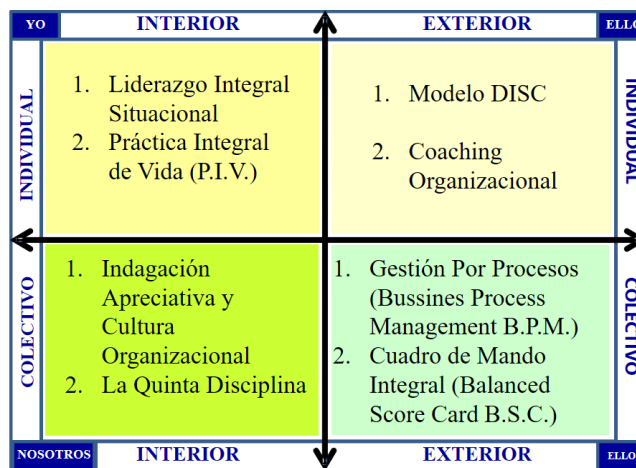 YO
INTERIOR
EXTERIOR
ELLO
INDIVIDUAL
1. Liderazgo Integral
Situacional
2. Práctica Integral
de Vida (P.I.V.)
1. Modelo DISC
2. Coaching
Organizacional
INDIVIDUAL
COLECTIVO
1. Indagación
Apreciativa y
Cultura
Organizacional
2. La Quinta Disciplina
1. Gestión Por Procesos
(Bussines Process
Management B.P.M.)
2. Cuadro de Mando
Integral (Balanced
Score Card B.S.C.)
COLECTIVO
NOSOTROS
INTERIOR
EXTERIOR
ELLO